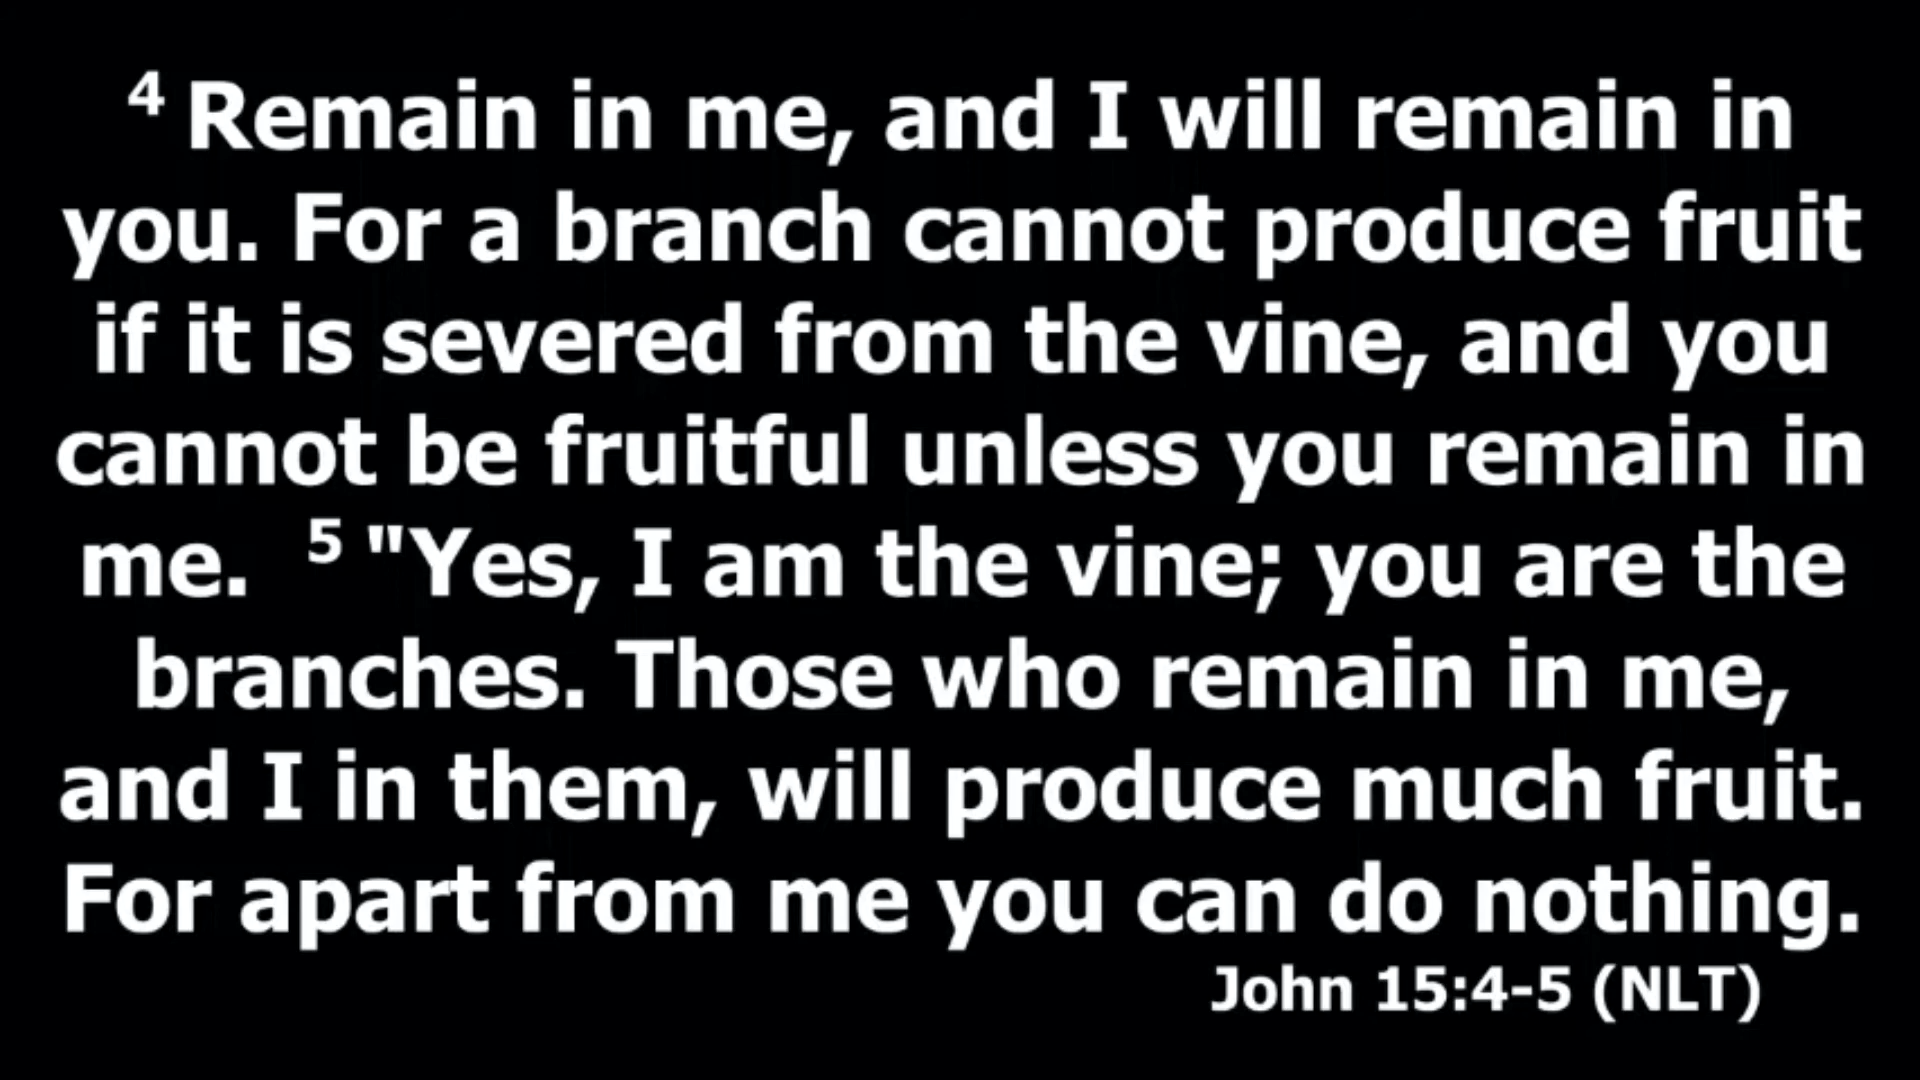 4 Remain in me, and I will remain in
you. For a branch cannot produce fruit
if it is severed from the vine, and you
cannot be fruitful unless you remain in
me. 5 "Yes, I am the vine; you are the
branches. Those who remain in me,
and I in them, will produce much fruit.
For apart from me you can do nothing.
John 15:4-5 (NLT)